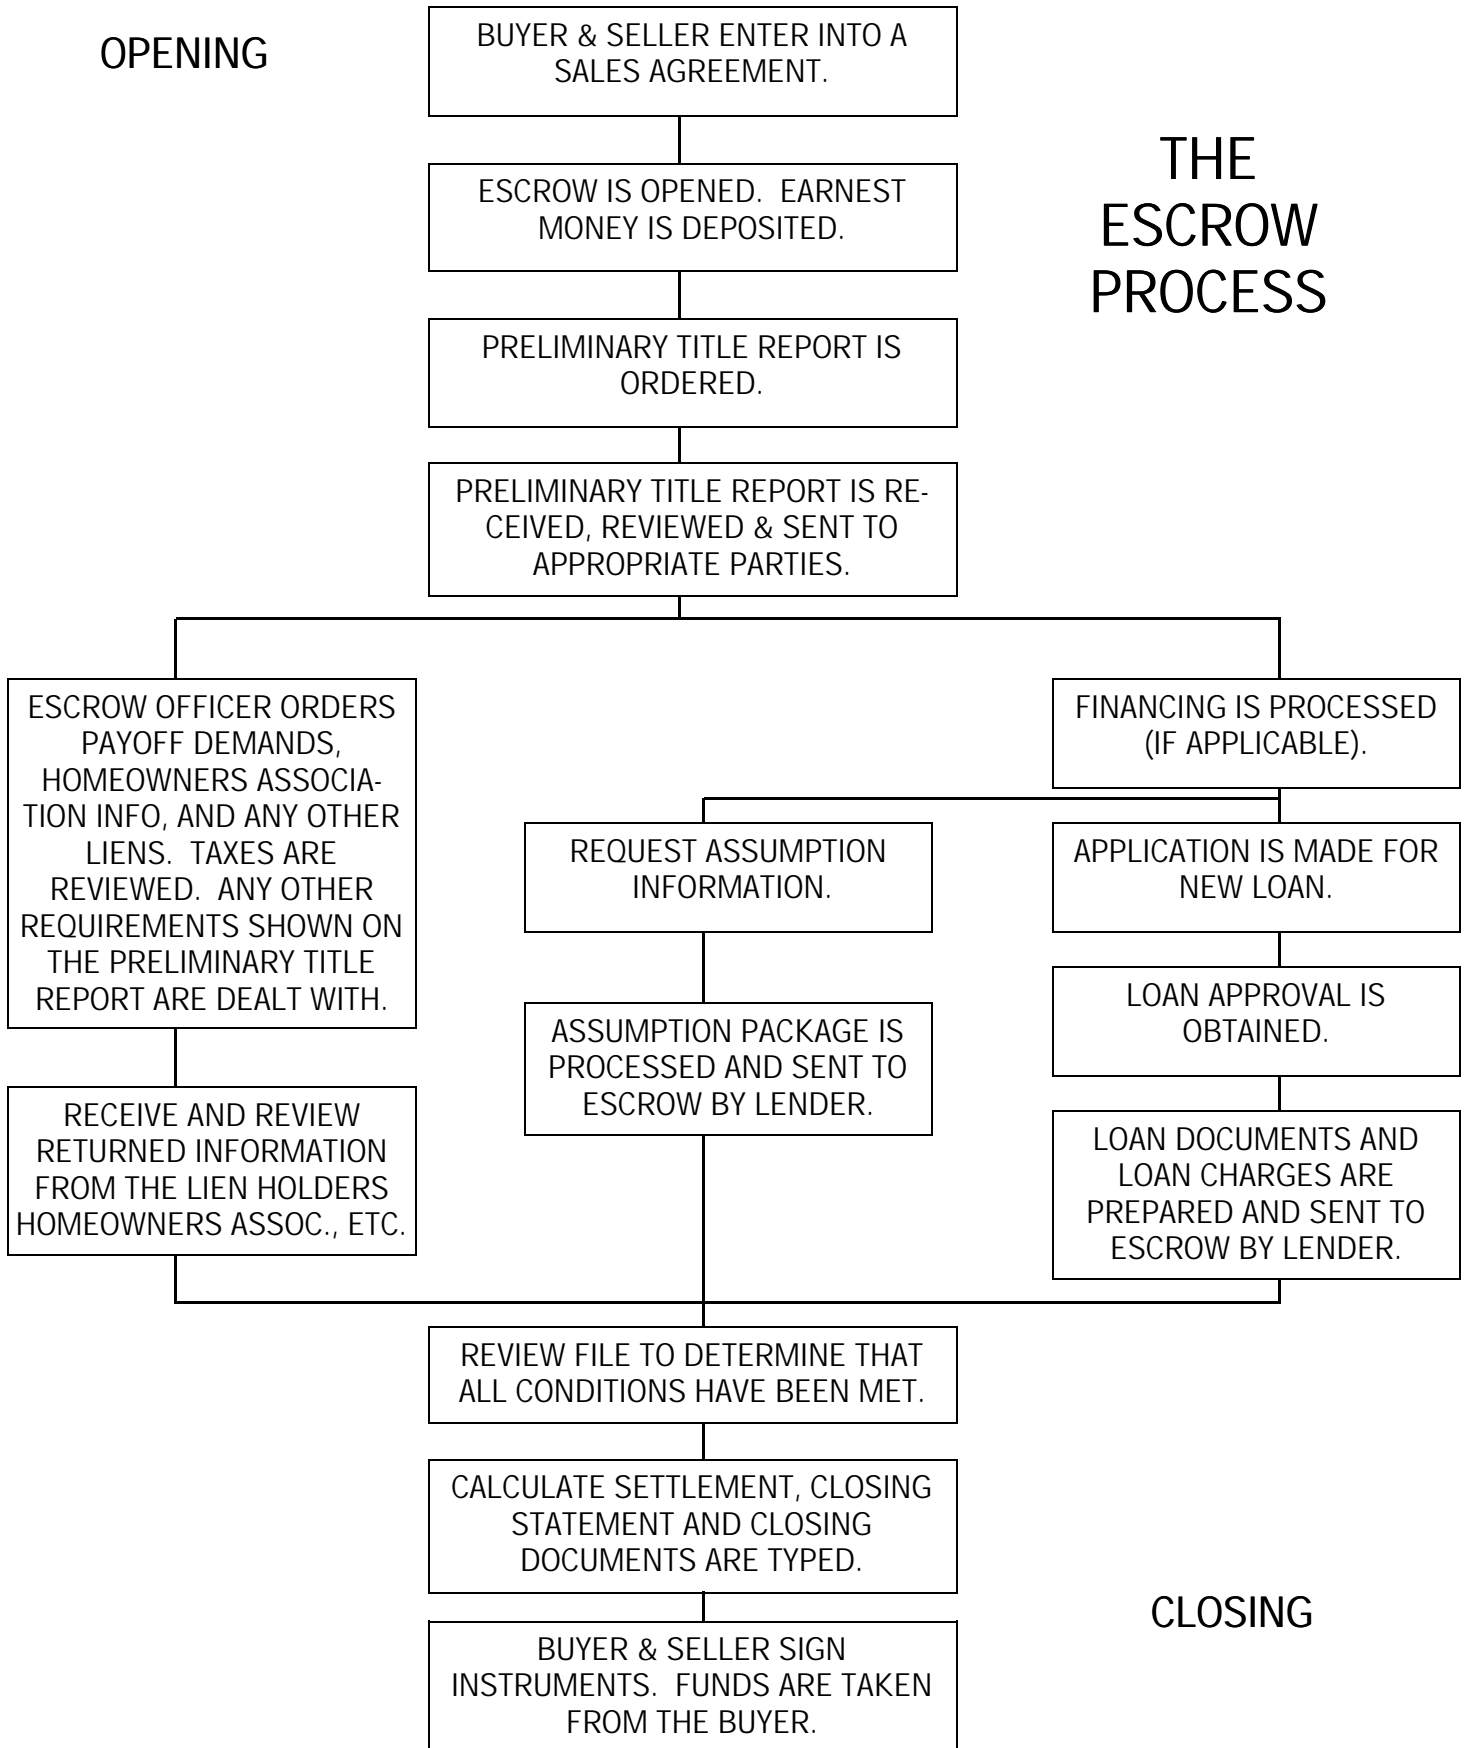 OPENING
BUYER & SELLER ENTER INTO A
SALES AGREEMENT.
THE
ESCROW
PROCESS
ESCROW IS OPENED.  EARNEST
MONEY IS DEPOSITED.
PRELIMINARY TITLE REPORT IS
ORDERED.
PRELIMINARY TITLE REPORT IS RE-
CEIVED, REVIEWED & SENT TO
APPROPRIATE PARTIES.
ESCROW OFFICER ORDERS
PAYOFF DEMANDS,
HOMEOWNERS ASSOCIA-
TION INFO, AND ANY OTHER
LIENS.  TAXES ARE
REVIEWED.  ANY OTHER
REQUIREMENTS SHOWN ON
THE PRELIMINARY TITLE
REPORT ARE DEALT WITH.
RECEIVE AND REVIEW
RETURNED INFORMATION
FROM THE LIEN HOLDERS
HOMEOWNERS ASSOC., ETC.
FINANCING IS PROCESSED
(IF APPLICABLE).
REQUEST ASSUMPTION
INFORMATION.
ASSUMPTION PACKAGE IS
PROCESSED AND SENT TO
ESCROW BY LENDER.
APPLICATION IS MADE FOR
NEW LOAN.
LOAN APPROVAL IS
OBTAINED.
LOAN DOCUMENTS AND
LOAN CHARGES ARE
PREPARED AND SENT TO
ESCROW BY LENDER.
REVIEW FILE TO DETERMINE THAT
ALL CONDITIONS HAVE BEEN MET.
CALCULATE SETTLEMENT, CLOSING
STATEMENT AND CLOSING
DOCUMENTS ARE TYPED.
CLOSING
BUYER & SELLER SIGN
INSTRUMENTS.  FUNDS ARE TAKEN
FROM THE BUYER.